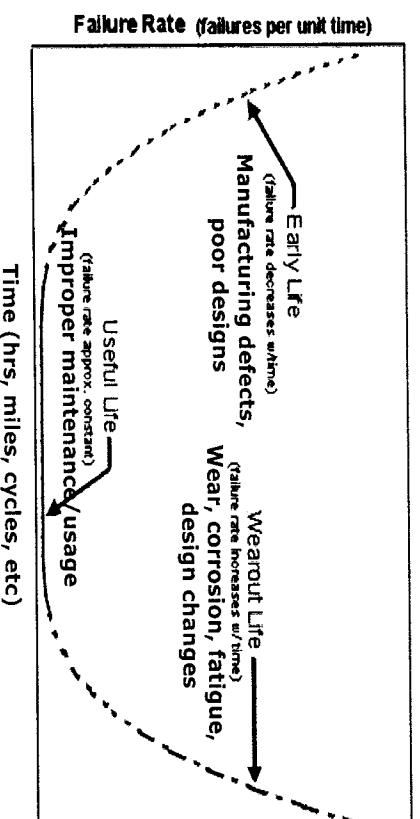 Failure Rate (failures per unit time)
Early Life
(failure rate decreases w/time)
Manufacturing defects,
poor designs
Useful Life
(failure rate approx. constant)
Improper maintenance/usage
Wearout Life
(failure rate increases w/time)
Wear, corrosion, fatigue,
design changes
Time (hrs, miles, cycles, etc)